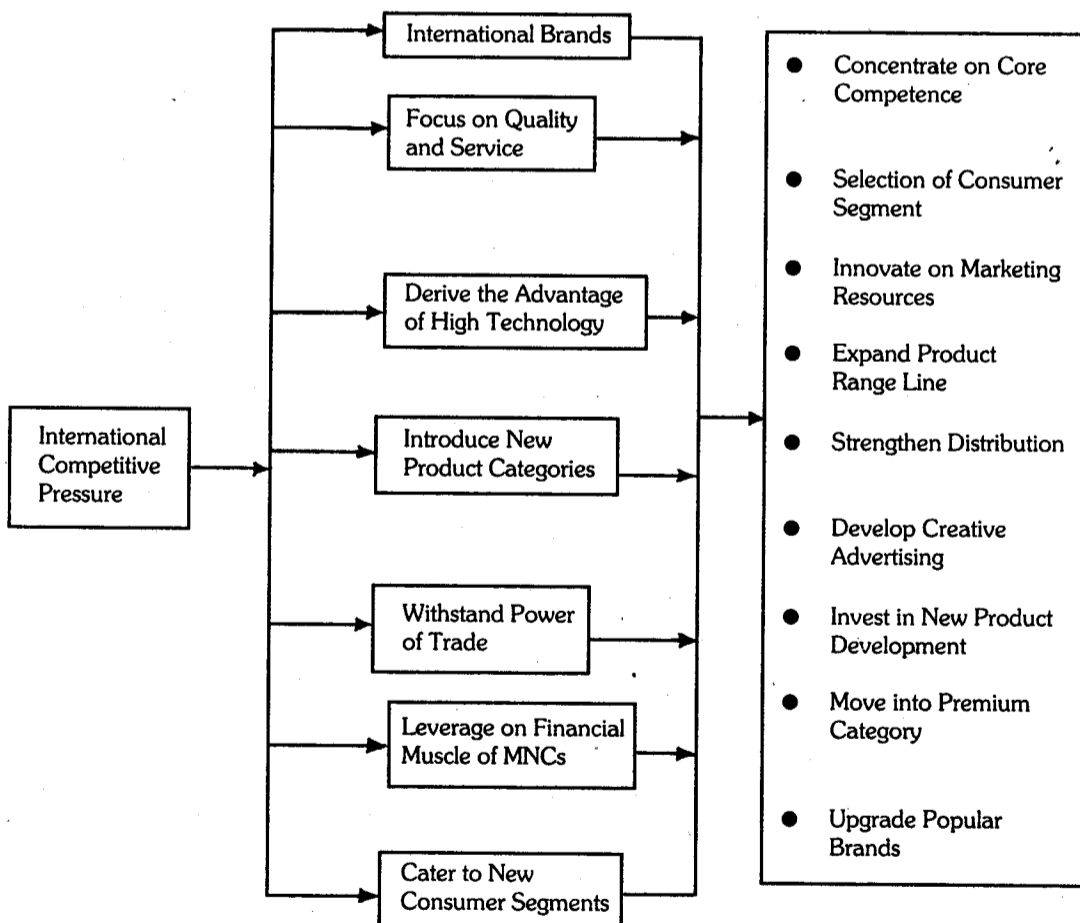 International Brands
Focus on Quality
and Service
Derive the Advantage
of High Technology
International
Competitive
Pressure
Introduce New
Product Categories
Withstand Power
of Trade
Leverage on Financial
Muscle of MNCs
Cater to New
Consumer Segments
● Concentrate on Core
Competence
● Selection of Consumer
Segment
● Innovate on Marketing
Resources
● Expand Product
Range Line
● Strengthen Distribution
● Develop Creative
Advertising
● Invest in New Product
Development
● Move into Premium
Category
● Upgrade Popular
Brands